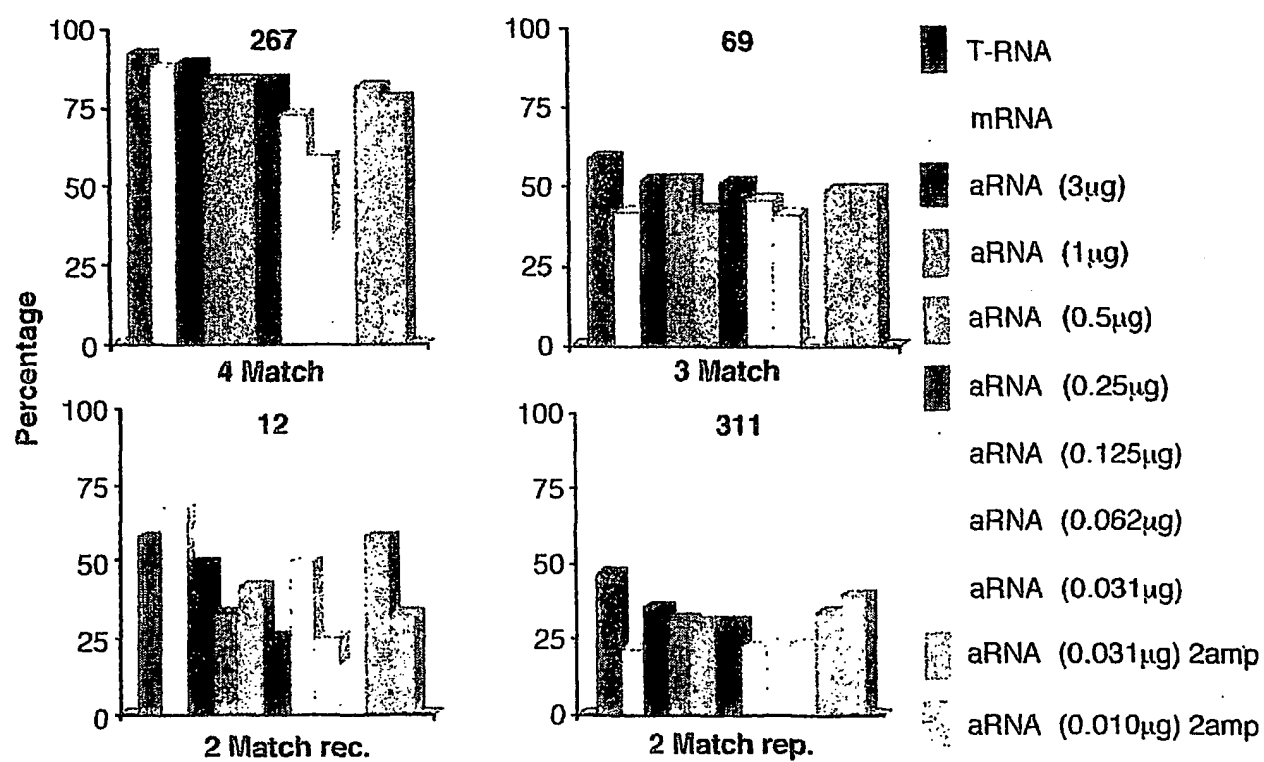 Percentage
100
75
50
25
0
267
4 Match
100
75
50
25
0
69
3 Match
100
75
50
25
0
12
2 Match rec.
100
75
50
25
0
311
2 Match rep.
T-RNA
mRNA
aRNA (3µg)
aRNA (1µg)
aRNA (0.5µg)
aRNA (0.25µg)
aRNA (0.125µg)
aRNA (0.062µg)
aRNA (0.031µg)
aRNA (0.031µg) 2amp
aRNA (0.010µg) 2amp